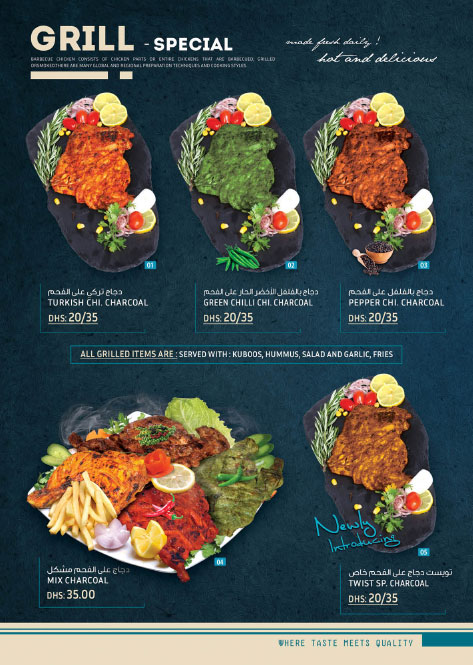 GRILL - SPECIAL
BARBECUE CHICKEN CONSISTS OF CHICKEN PARTS OR ENTIRE CHICKENS THAT ARE BARBECUED, GRILLED
ORSMOKEDTHERE ARE MANY GLOBAL AND REGIONAL PREPARATION TECHNIQUES AND COOKING STYLES
made fresh daily!
hot and delicious
01
دجاج تركي على الفحم
TURKISH CHI. CHARCOAL
DHS: 20/35
02
دجاج بالفلفل الأخضر الحار على الفحم
GREEN CHILLI CHI. CHARCOAL
DHS: 20/35
03
دجاج بالفلفل على الفحم
PEPPER CHI. CHARCOAL
DHS: 20/35
ALL GRILLED ITEMS ARE : SERVED WITH : KUBOOS, HUMMUS, SALAD AND GARLIC, FRIES
04
دجاج على الفحم مشكل
MIX CHARCOAL
DHS: 35.00
Newly
Introducing
05
تويست دجاج على الفحم خاص
TWIST SP. CHARCOAL
DHS: 20/35
WHERE TASTE MEETS QUALITY